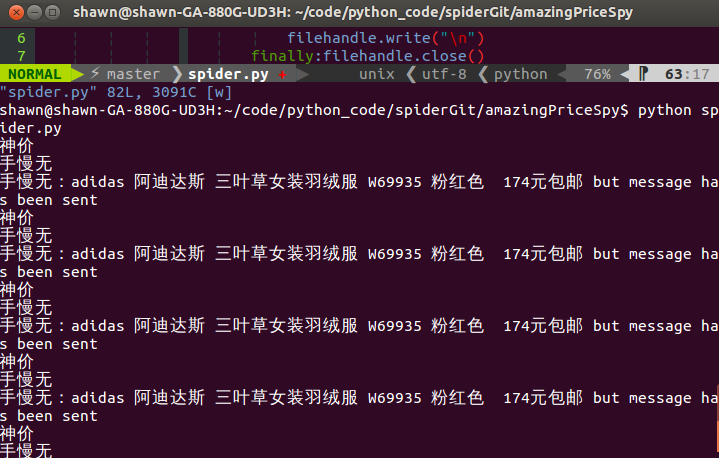 shawn@shawn-GA-880G-UD3H: ~/code/python_code/spiderGit/amazingPriceSpy
6 filehandle.write("\n")
7 finally:filehandle.close()
NORMAL master spider.py + unix utf-8 python 76% 63:17
"spider.py" 82L, 3091C [w]
shawn@shawn-GA-880G-UD3H:~/code/python_code/spiderGit/amazingPriceSpy$ python sp
ider.py
神价
手慢无
手慢无：adidas 阿迪达斯 三叶草女装羽绒服 W69935 粉红色  174元包邮 but message ha
s been sent
神价
手慢无
手慢无：adidas 阿迪达斯 三叶草女装羽绒服 W69935 粉红色  174元包邮 but message ha
s been sent
神价
手慢无
手慢无：adidas 阿迪达斯 三叶草女装羽绒服 W69935 粉红色  174元包邮 but message ha
s been sent
神价
手慢无
手慢无：adidas 阿迪达斯 三叶草女装羽绒服 W69935 粉红色  174元包邮 but message ha
s been sent
神价
手慢无